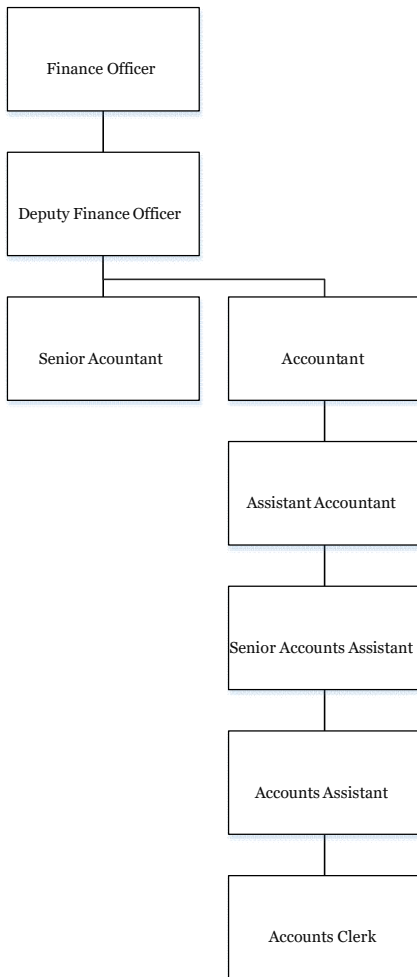 Finance Officer
Deputy Finance Officer
Senior Acountant
Accountant
Assistant Accountant
Senior Accounts Assistant
Accounts Assistant
Accounts Clerk